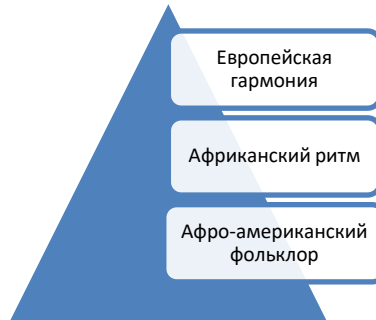 Европейская
гармония
Африканский ритм
Афро-американский
фольклор